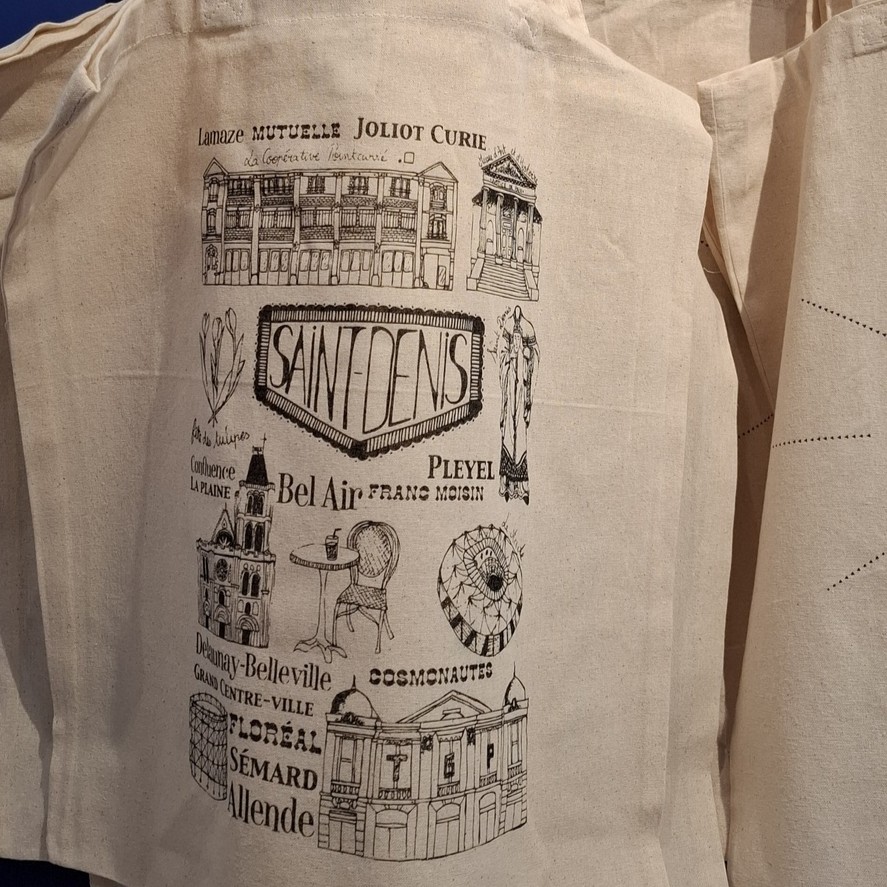 Lamaze MUTUELLE JOLIOT CURIE
La Coopérative Pointcarré
SAINT-DENIS
fête des tulipes
Confluence
LA PLAINE
Bel Air
PLEYEL
FRANC MOISIN
Delaunay-Belleville
COSMONAUTES
GRAND CENTRE-VILLE
FLORÉAL
SÉMARD
Allende
T G P